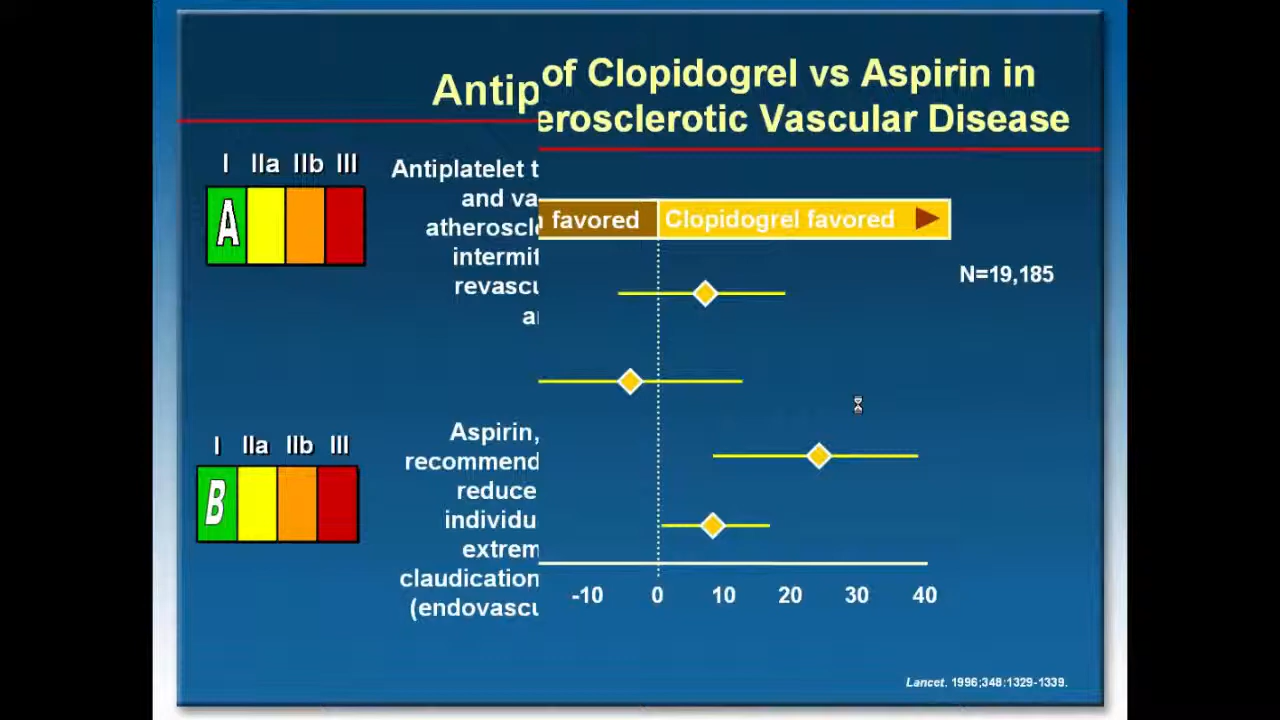 of Clopidogrel vs Aspirin in
erosclerotic Vascular Disease
Antip
I IIa IIb III
A
Antiplatelet t
and va
atheroscl
intermit
revascu
a
I IIa IIb III
B
Aspirin,
recommend
reduce
individu
extrem
claudication
(endovascu
favored
Clopidogrel favored
N=19,185
-10 0 10 20 30 40
Lancet. 1996;348:1329-1339.